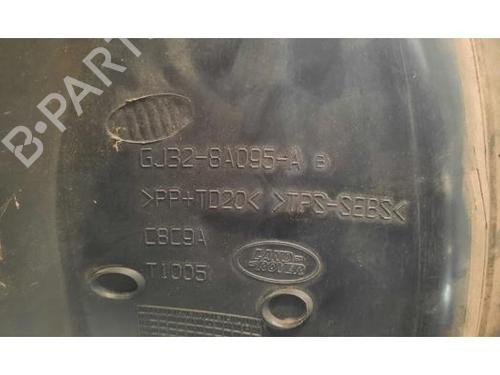 B-PARTS
GJ32-8A095-A B
>PP+TD20< >TPS-SEBS<
C8C9A
LAND ROVER
T1005